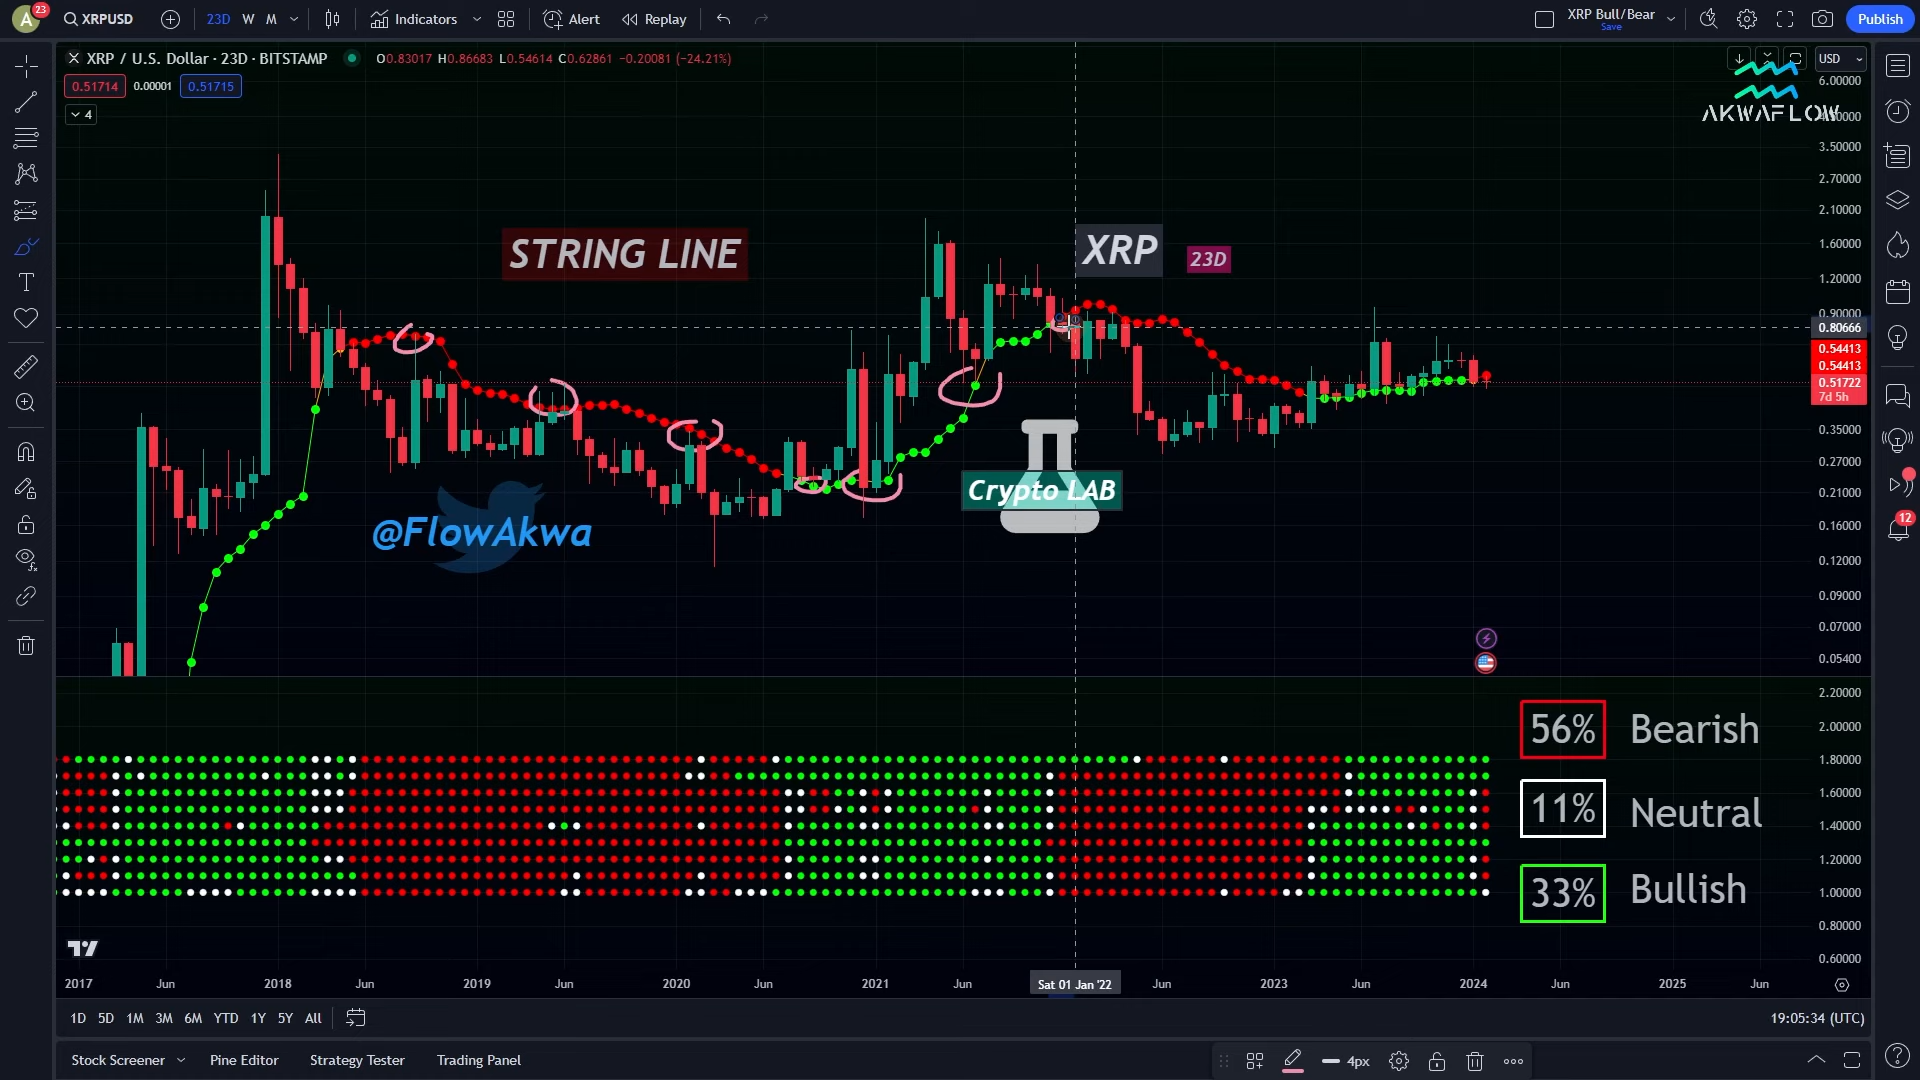 A 23 XRPUSD 23D W M Indicators Alert Replay XRP Bull/Bear Save Publish
XRP / U.S. Dollar · 23D · BITSTAMP O0.83017 H0.86683 L0.54614 C0.62861 −0.20081 (−24.21%) USD
0.51714 0.00001 0.51715
4
AKWAFLOW
STRING LINE
XRP 23D
@FlowAkwa
Crypto LAB
6.00000
3.50000
2.70000
2.10000
1.60000
1.20000
0.90000
0.80666
0.54413
0.54413
0.51722
7d 5h
0.35000
0.27000
0.21000
0.16000
0.12000
0.09000
0.07000
0.05400
2.20000
2.00000
1.80000
1.60000
1.40000
1.20000
1.00000
0.80000
0.60000
56% Bearish
11% Neutral
33% Bullish
12
2017 Jun 2018 Jun 2019 Jun 2020 Jun 2021 Jun Sat 01 Jan '22 Jun 2023 Jun 2024 Jun 2025 Jun
1D 5D 1M 3M 6M YTD 1Y 5Y All 19:05:34 (UTC)
Stock Screener Pine Editor Strategy Tester Trading Panel 4px